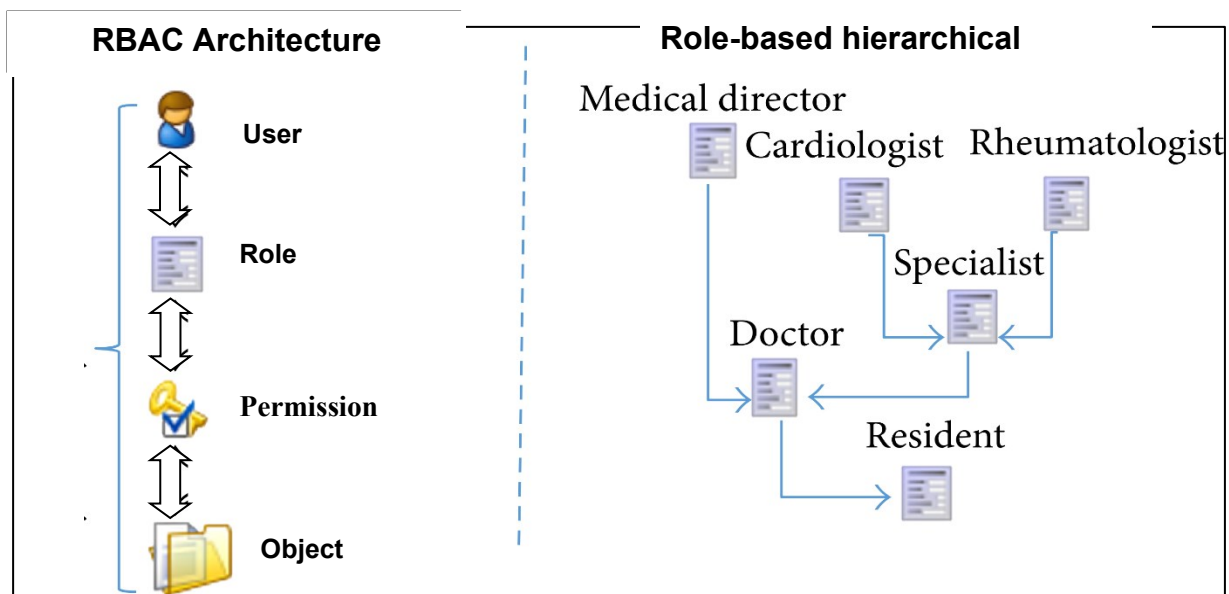 RBAC Architecture
User
Role
Permission
Object
Role-based hierarchical
Medical director
Cardiologist
Rheumatologist
Specialist
Doctor
Resident